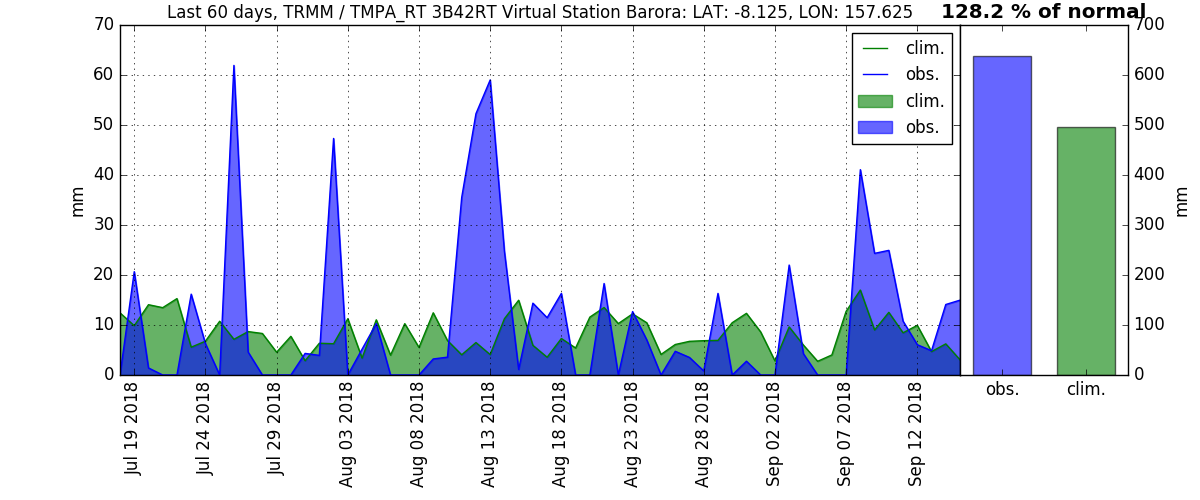 Last 60 days, TRMM / TMPA_RT 3B42RT Virtual Station Barora: LAT: -8.125, LON: 157.625
128.2 % of normal
70
60
50
40
30
20
10
0
mm
clim.
obs.
clim.
obs.
700
600
500
400
300
200
100
0
mm
Jul 19 2018
Jul 24 2018
Jul 29 2018
Aug 03 2018
Aug 08 2018
Aug 13 2018
Aug 18 2018
Aug 23 2018
Aug 28 2018
Sep 02 2018
Sep 07 2018
Sep 12 2018
obs.
clim.